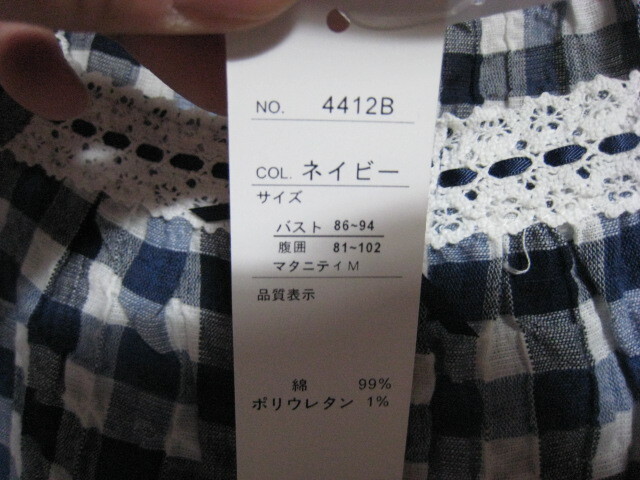 NO. 4412B
COL. ネイビー
サイズ
バスト 86~94
腹囲 81~102
マタニティM
品質表示
綿 99%
ポリウレタン 1%